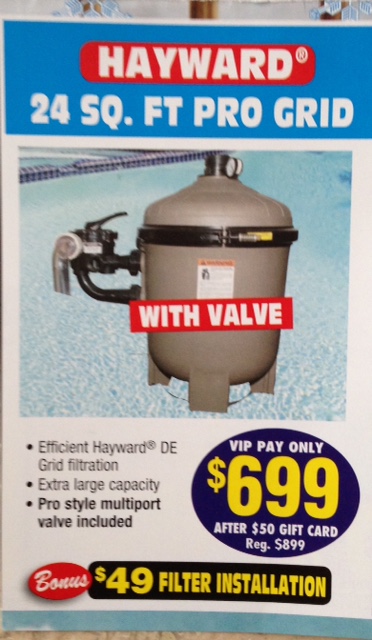 HAYWARD®
24 SQ. FT PRO GRID
WITH VALVE
• Efficient Hayward® DE
Grid filtration
• Extra large capacity
• Pro style multiport
valve included
VIP PAY ONLY
$699
AFTER $50 GIFT CARD
Reg. $899
Bonus $49 FILTER INSTALLATION